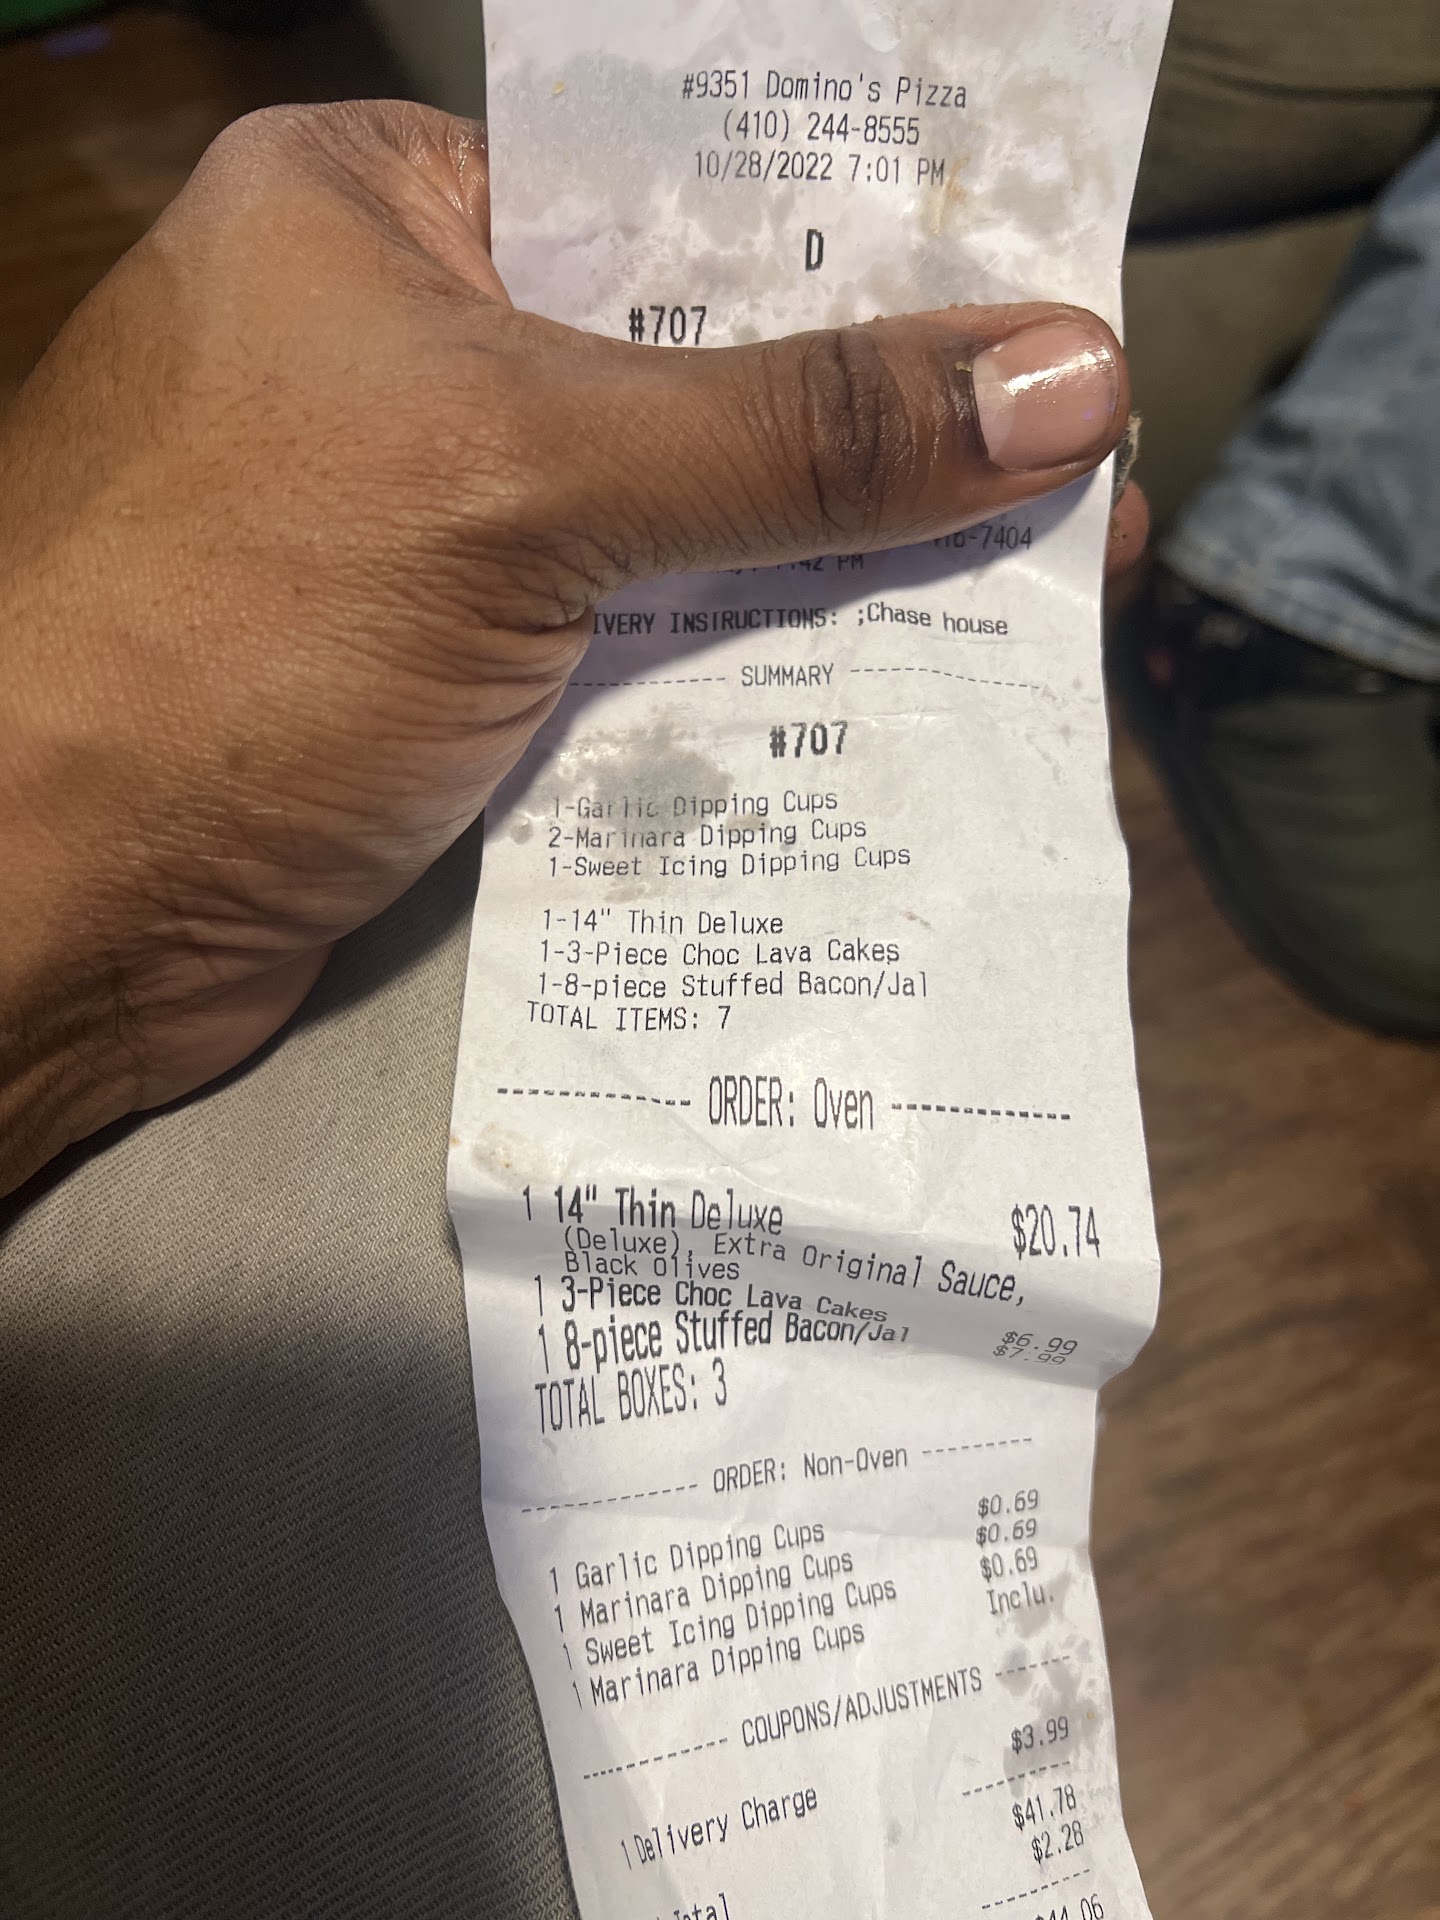 #9351 Domino's Pizza
(410) 244-8555
10/28/2022 7:01 PM
D
#707
-7404
:42 PM
IVERY INSTRUCTIONS: ;Chase house
------------ SUMMARY ------------
#707
1-Garlic Dipping Cups
2-Marinara Dipping Cups
1-Sweet Icing Dipping Cups
1-14" Thin Deluxe
1-3-Piece Choc Lava Cakes
1-8-piece Stuffed Bacon/Jal
TOTAL ITEMS: 7
------------ ORDER: Oven ------------
1 14" Thin Deluxe $20.74
(Deluxe), Extra Original Sauce,
Black Olives
1 3-Piece Choc Lava Cakes $6.99
1 8-piece Stuffed Bacon/Jal $7.99
TOTAL BOXES: 3
------------ ORDER: Non-Oven ---------
1 Garlic Dipping Cups $0.69
1 Marinara Dipping Cups $0.69
1 Sweet Icing Dipping Cups $0.69
1 Marinara Dipping Cups Inclu.
---------- COUPONS/ADJUSTMENTS -------
1 Delivery Charge $3.99
$41.78
$2.28
$44.06